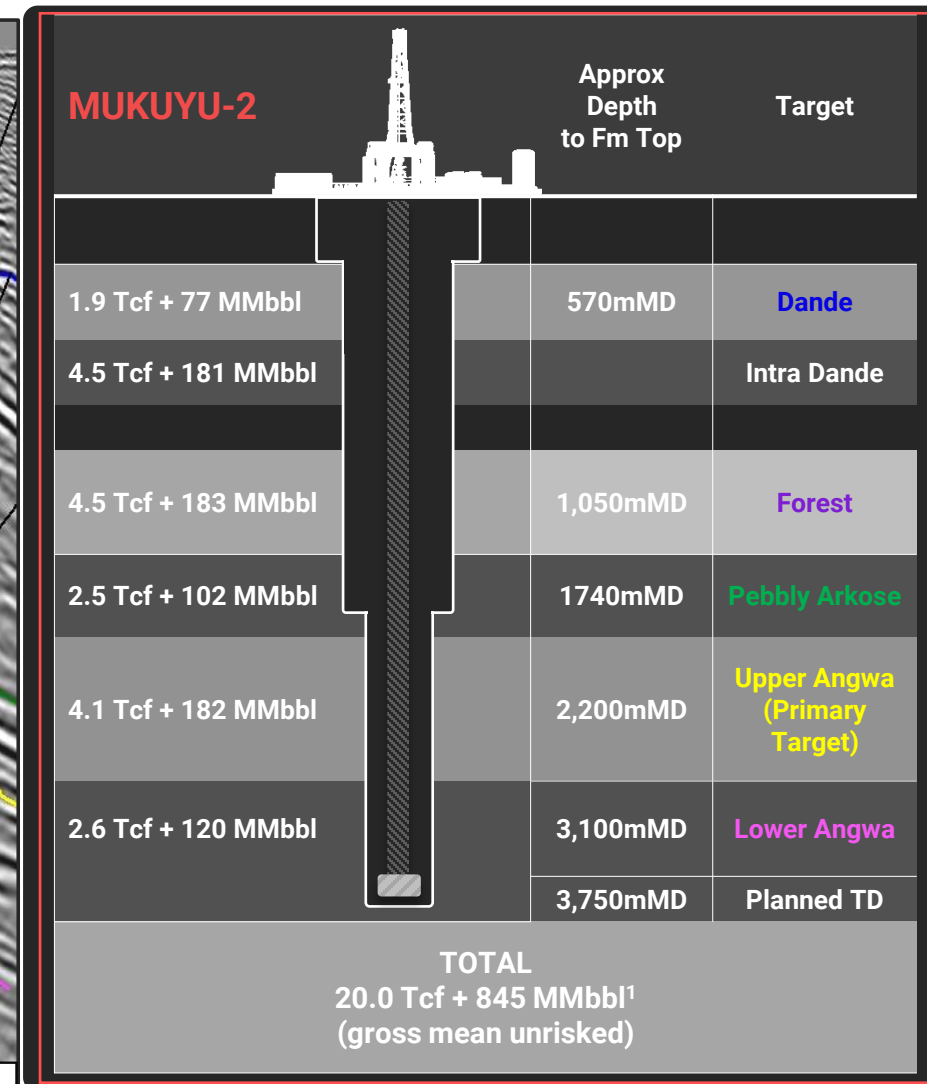 MUKUYU-2
Approx
Depth
to Fm Top
Target
1.9 Tcf + 77 MMbbl 570mMD Dande
4.5 Tcf + 181 MMbbl Intra Dande
4.5 Tcf + 183 MMbbl 1,050mMD Forest
2.5 Tcf + 102 MMbbl 1740mMD Pebbly Arkose
4.1 Tcf + 182 MMbbl 2,200mMD Upper Angwa
(Primary
Target)
2.6 Tcf + 120 MMbbl 3,100mMD Lower Angwa
3,750mMD Planned TD
TOTAL
20.0 Tcf + 845 MMbbl¹
(gross mean unrisked)